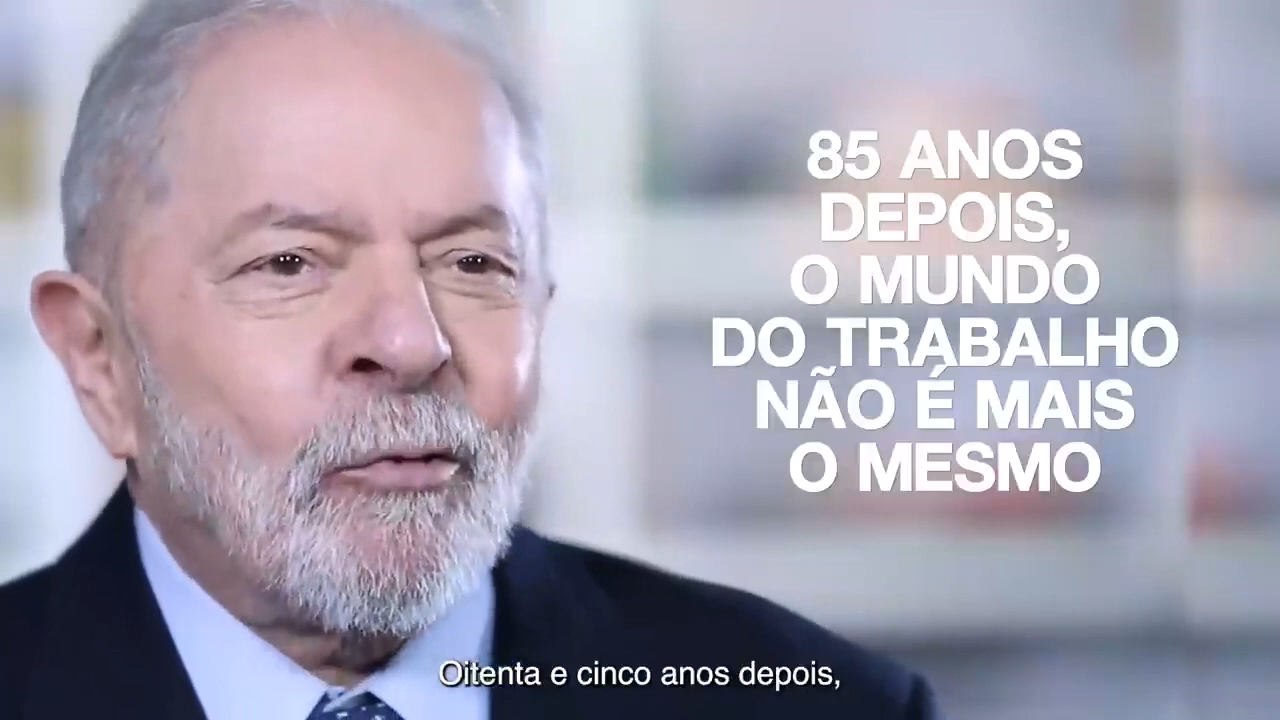 85 ANOS
DEPOIS,
O MUNDO
DO TRABALHO
NÃO É MAIS
O MESMO
Oitenta e cinco anos depois,